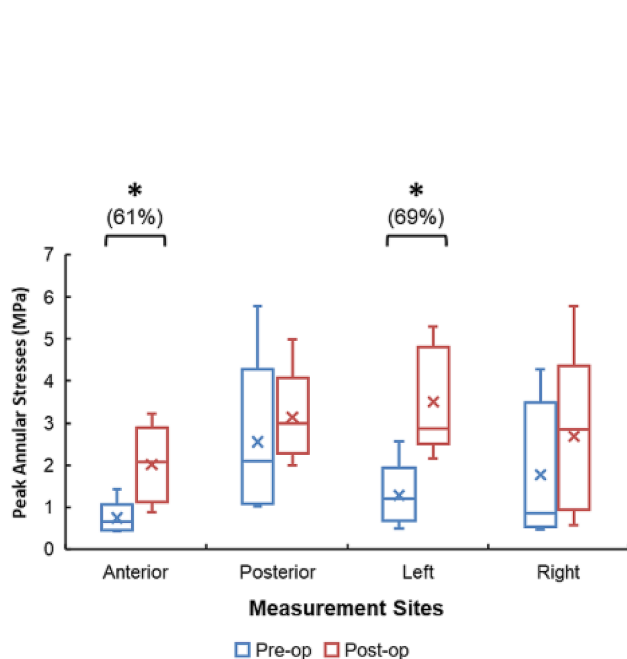 * *
(61%) (69%)
Peak Annular Stresses (MPa)
7
6
5
4
3
2
1
0
Anterior Posterior Left Right
Measurement Sites
Pre-op Post-op